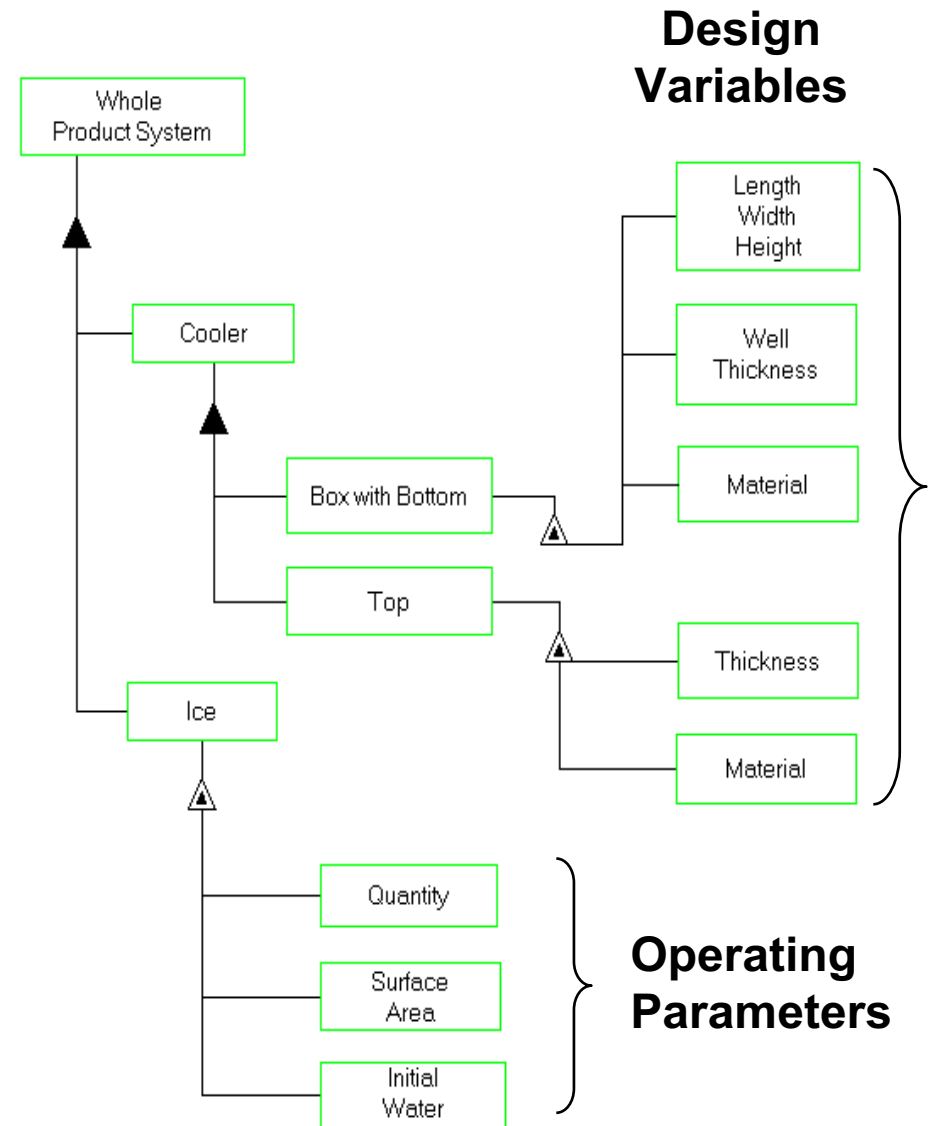 Design
Variables
Whole
Product System
Length
Width
Height
Cooler
Well
Thickness
Box with Bottom
Material
Top
Thickness
Ice
Material
Quantity
Operating
Parameters
Surface
Area
Initial
Water